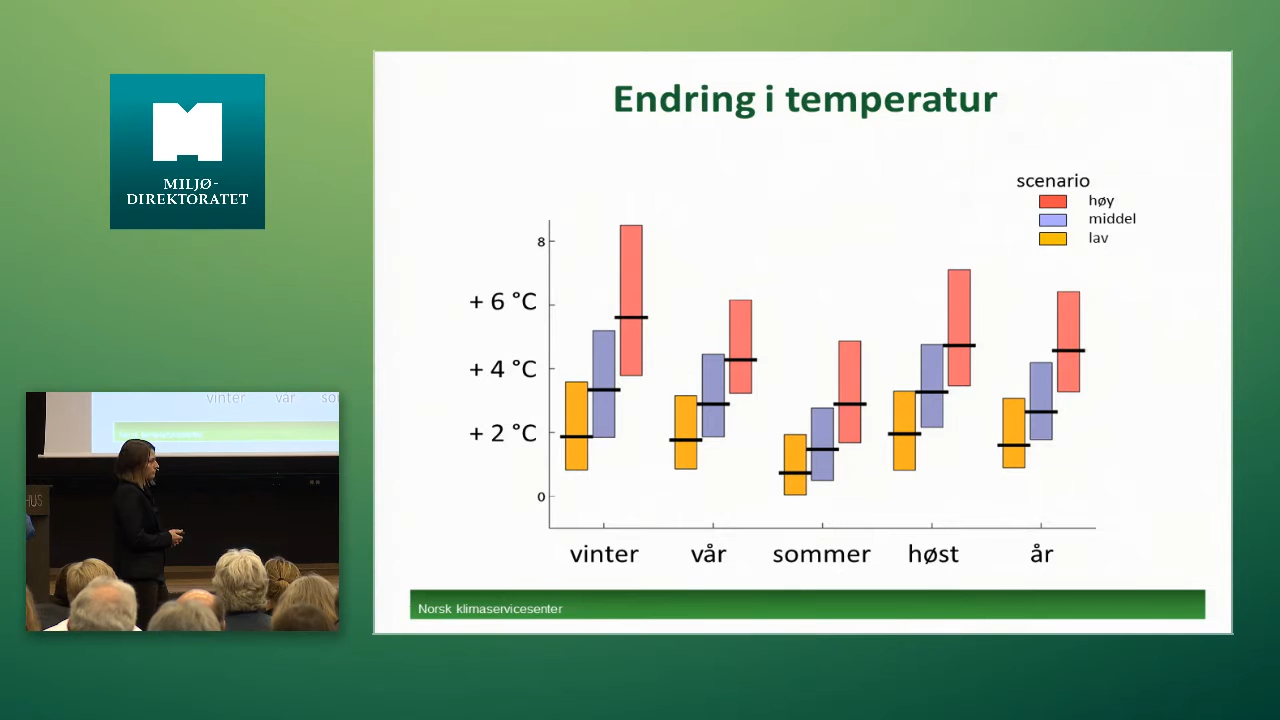 MILJØ-
DIREKTORATET
Endring i temperatur
scenario
høy
middel
lav
8
+ 6 °C
+ 4 °C
+ 2 °C
0
vinter
vår
sommer
høst
år
Norsk klimaservicesenter
vinter
vår
HUS